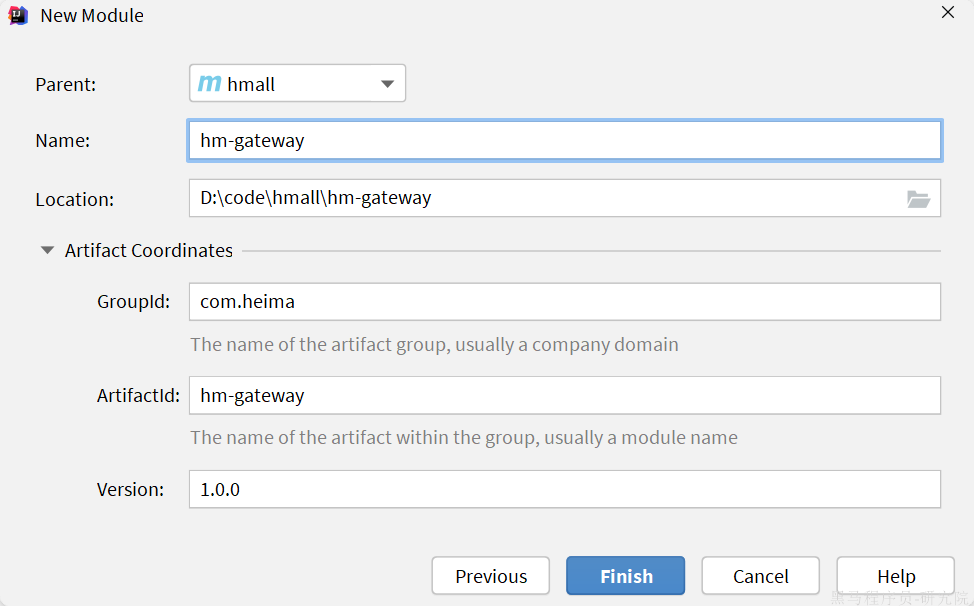 New Module
Parent: hmall
Name: hm-gateway
Location: D:\code\hmall\hm-gateway
Artifact Coordinates
GroupId: com.heima
The name of the artifact group, usually a company domain
ArtifactId: hm-gateway
The name of the artifact within the group, usually a module name
Version: 1.0.0
Previous Finish Cancel Help
黑马程序员-研究院